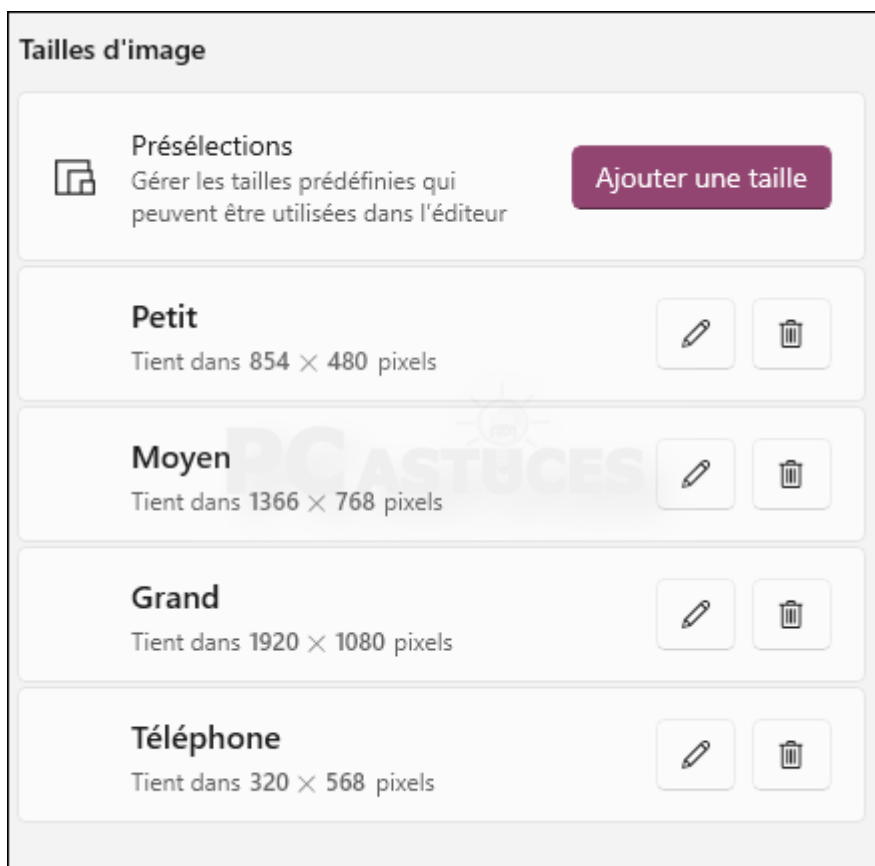 Tailles d'image
Présélections
Gérer les tailles prédéfinies qui
peuvent être utilisées dans l'éditeur
Ajouter une taille
Petit
Tient dans 854 × 480 pixels
Moyen
Tient dans 1366 × 768 pixels
PC ASTUCES
Grand
Tient dans 1920 × 1080 pixels
Téléphone
Tient dans 320 × 568 pixels